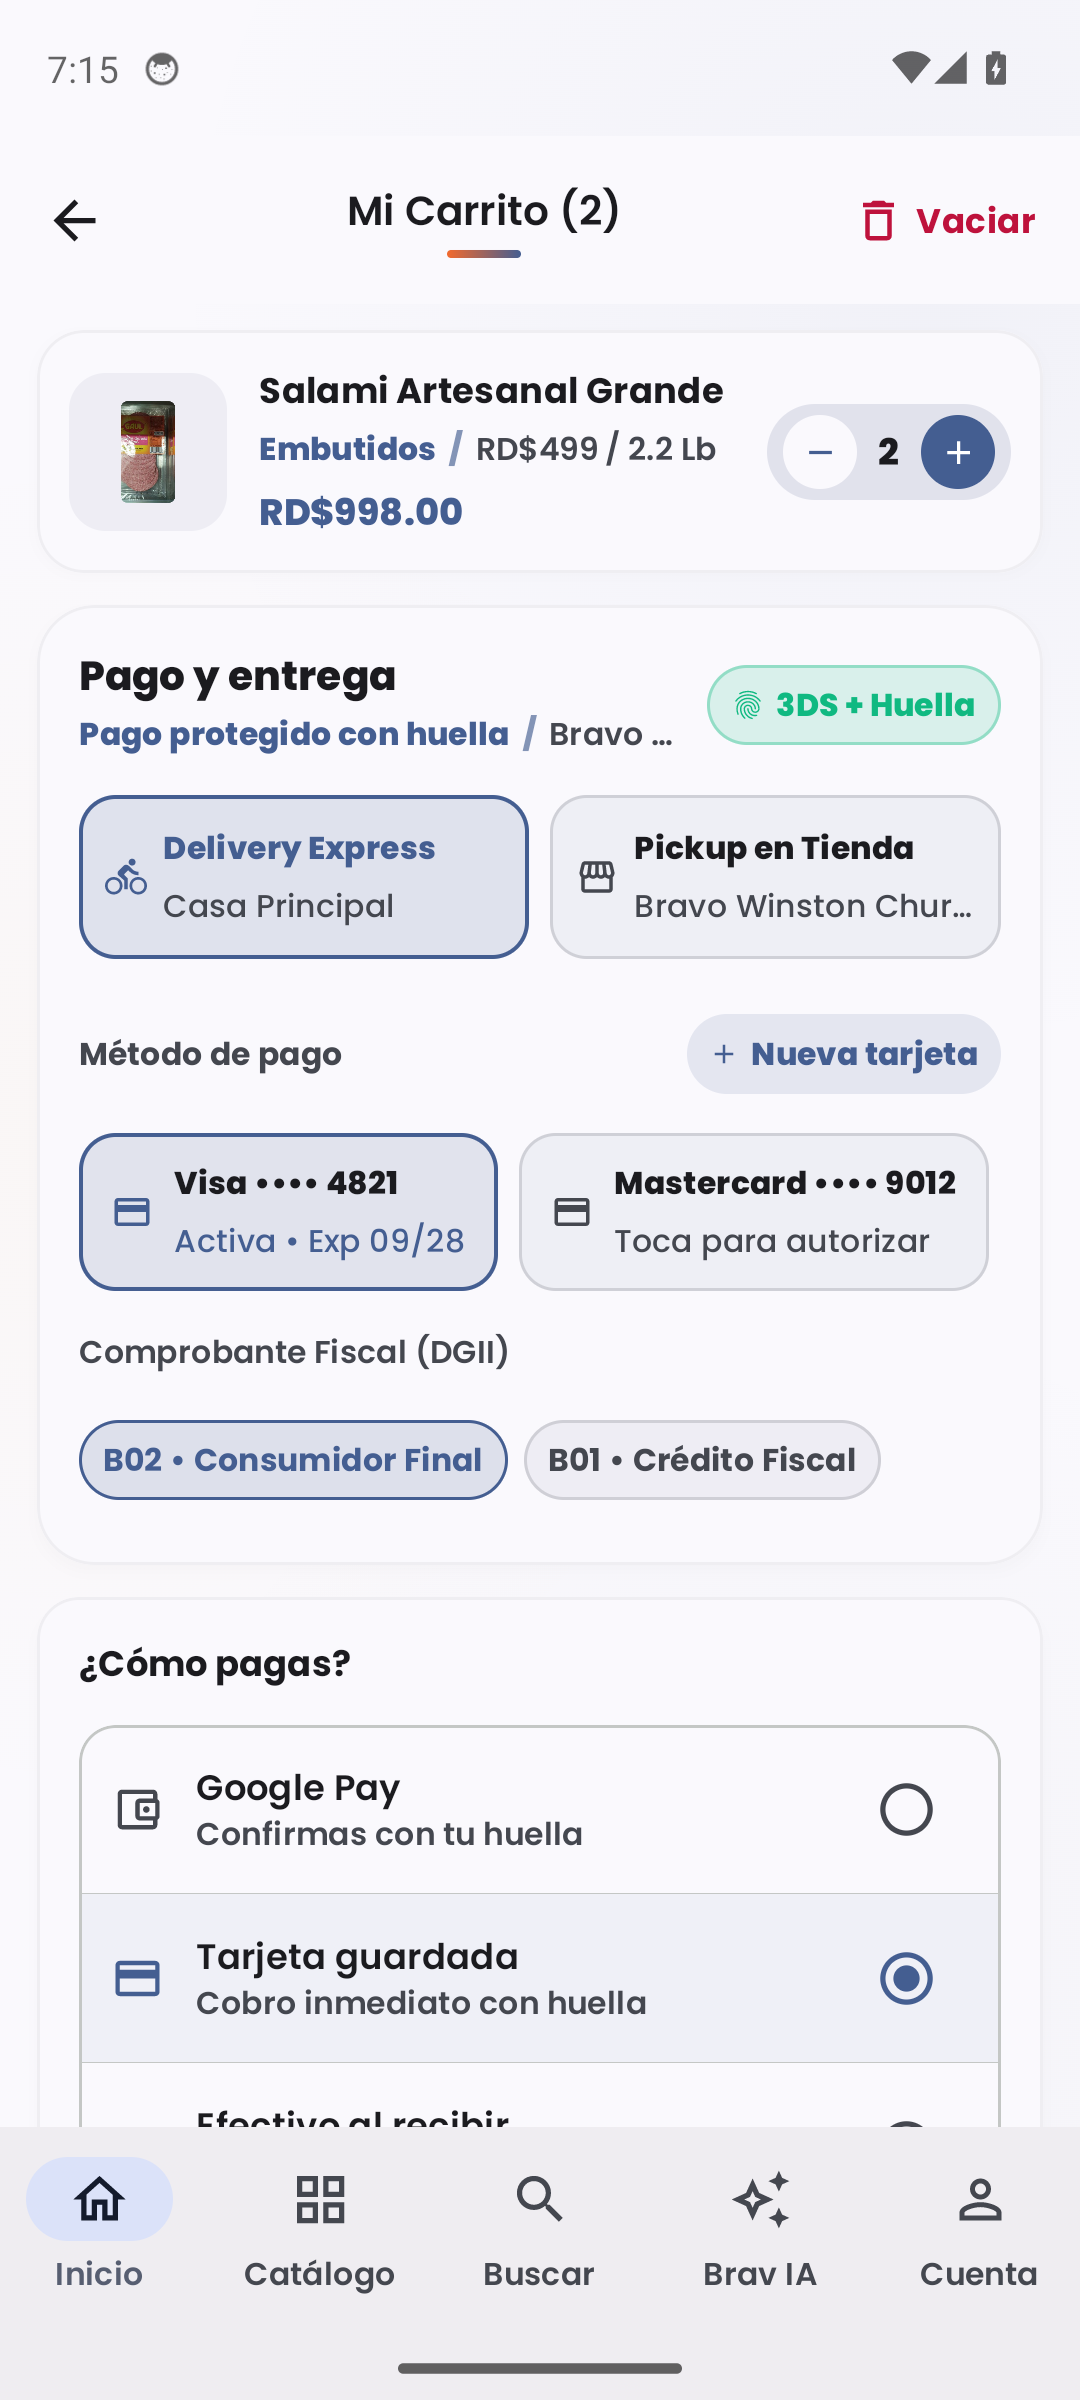 7:15
Mi Carrito (2)
Vaciar
Salami Artesanal Grande
Embutidos / RD$499 / 2.2 Lb
RD$998.00
2
Pago y entrega
Pago protegido con huella / Bravo ...
3DS + Huella
Delivery Express
Casa Principal
Pickup en Tienda
Bravo Winston Chur...
Método de pago
+ Nueva tarjeta
Visa •••• 4821
Activa • Exp 09/28
Mastercard •••• 9012
Toca para autorizar
Comprobante Fiscal (DGII)
B02 • Consumidor Final
B01 • Crédito Fiscal
¿Cómo pagas?
Google Pay
Confirmas con tu huella
Tarjeta guardada
Cobro inmediato con huella
Efectivo al recibir
Inicio
Catálogo
Buscar
Brav IA
Cuenta